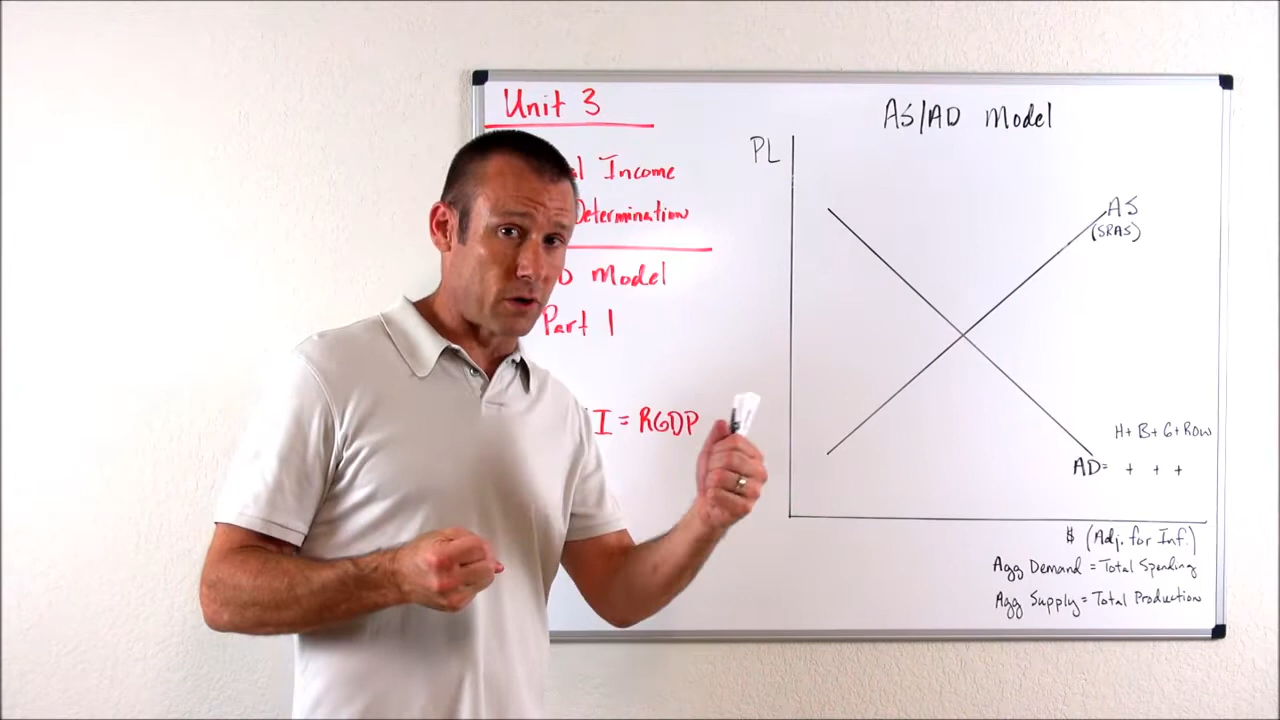 Unit 3
Income
Determination
Model
Part 1
I = RGDP
AS/AD Model
PL
AS
(SRAS)
H+ B+ G+ ROW
AD= + + +
$ (Adj. for Inf.)
Agg Demand = Total Spending
Agg Supply = Total Production